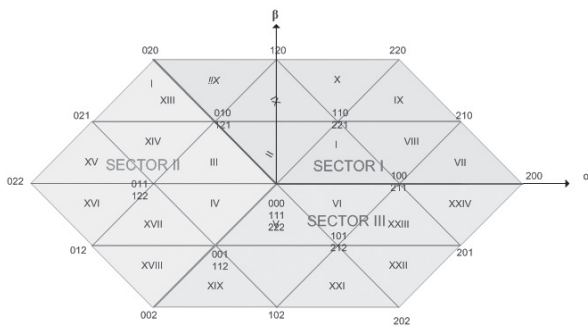 β
020
120
220
I
X
XIII
IX
021
010
121
110
221
210
XIV
II
I
VIII
XV
SECTOR II
III
SECTOR I
VII
022
011
122
100
211
200
α
XVI
IV
000
111
222
VI
SECTOR III
XXIV
XVII
V
XXIII
012
001
112
101
212
201
XVIII
XIX
XXI
XXII
002
102
202